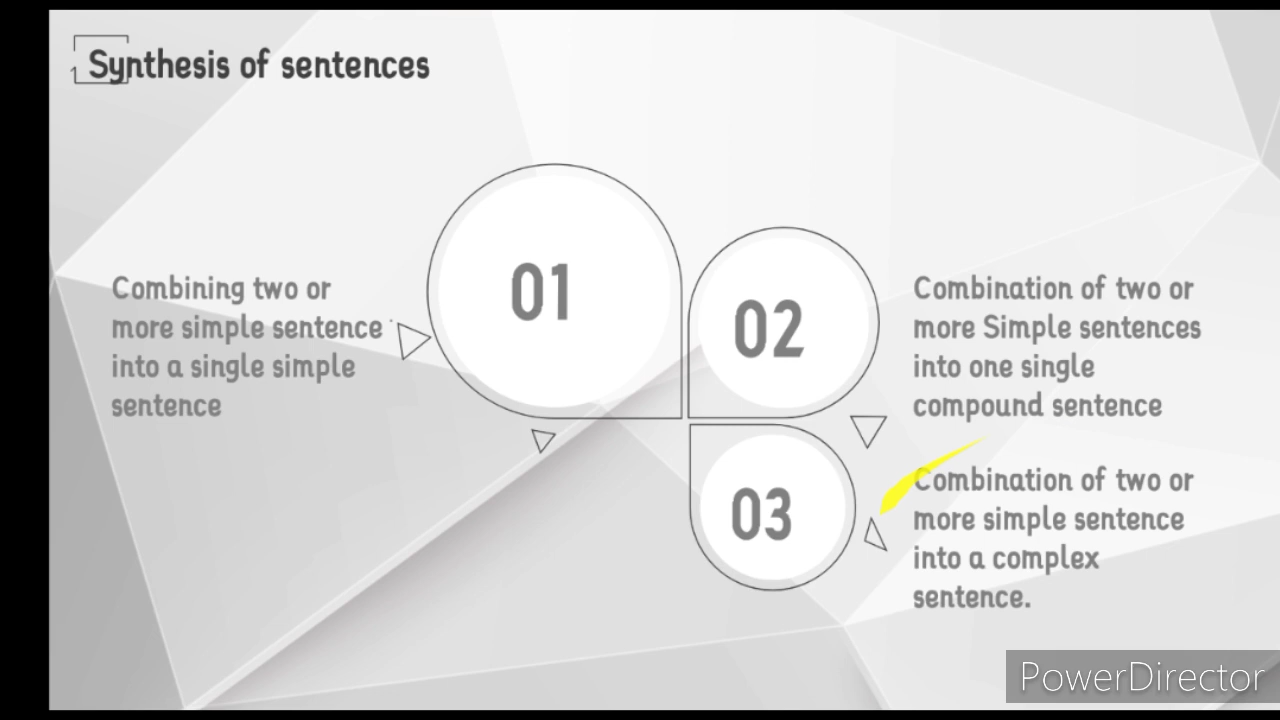 1
Synthesis of sentences
01
Combining two or
more simple sentence
into a single simple
sentence
02
Combination of two or
more Simple sentences
into one single
compound sentence
03
Combination of two or
more simple sentence
into a complex
sentence.
PowerDirector